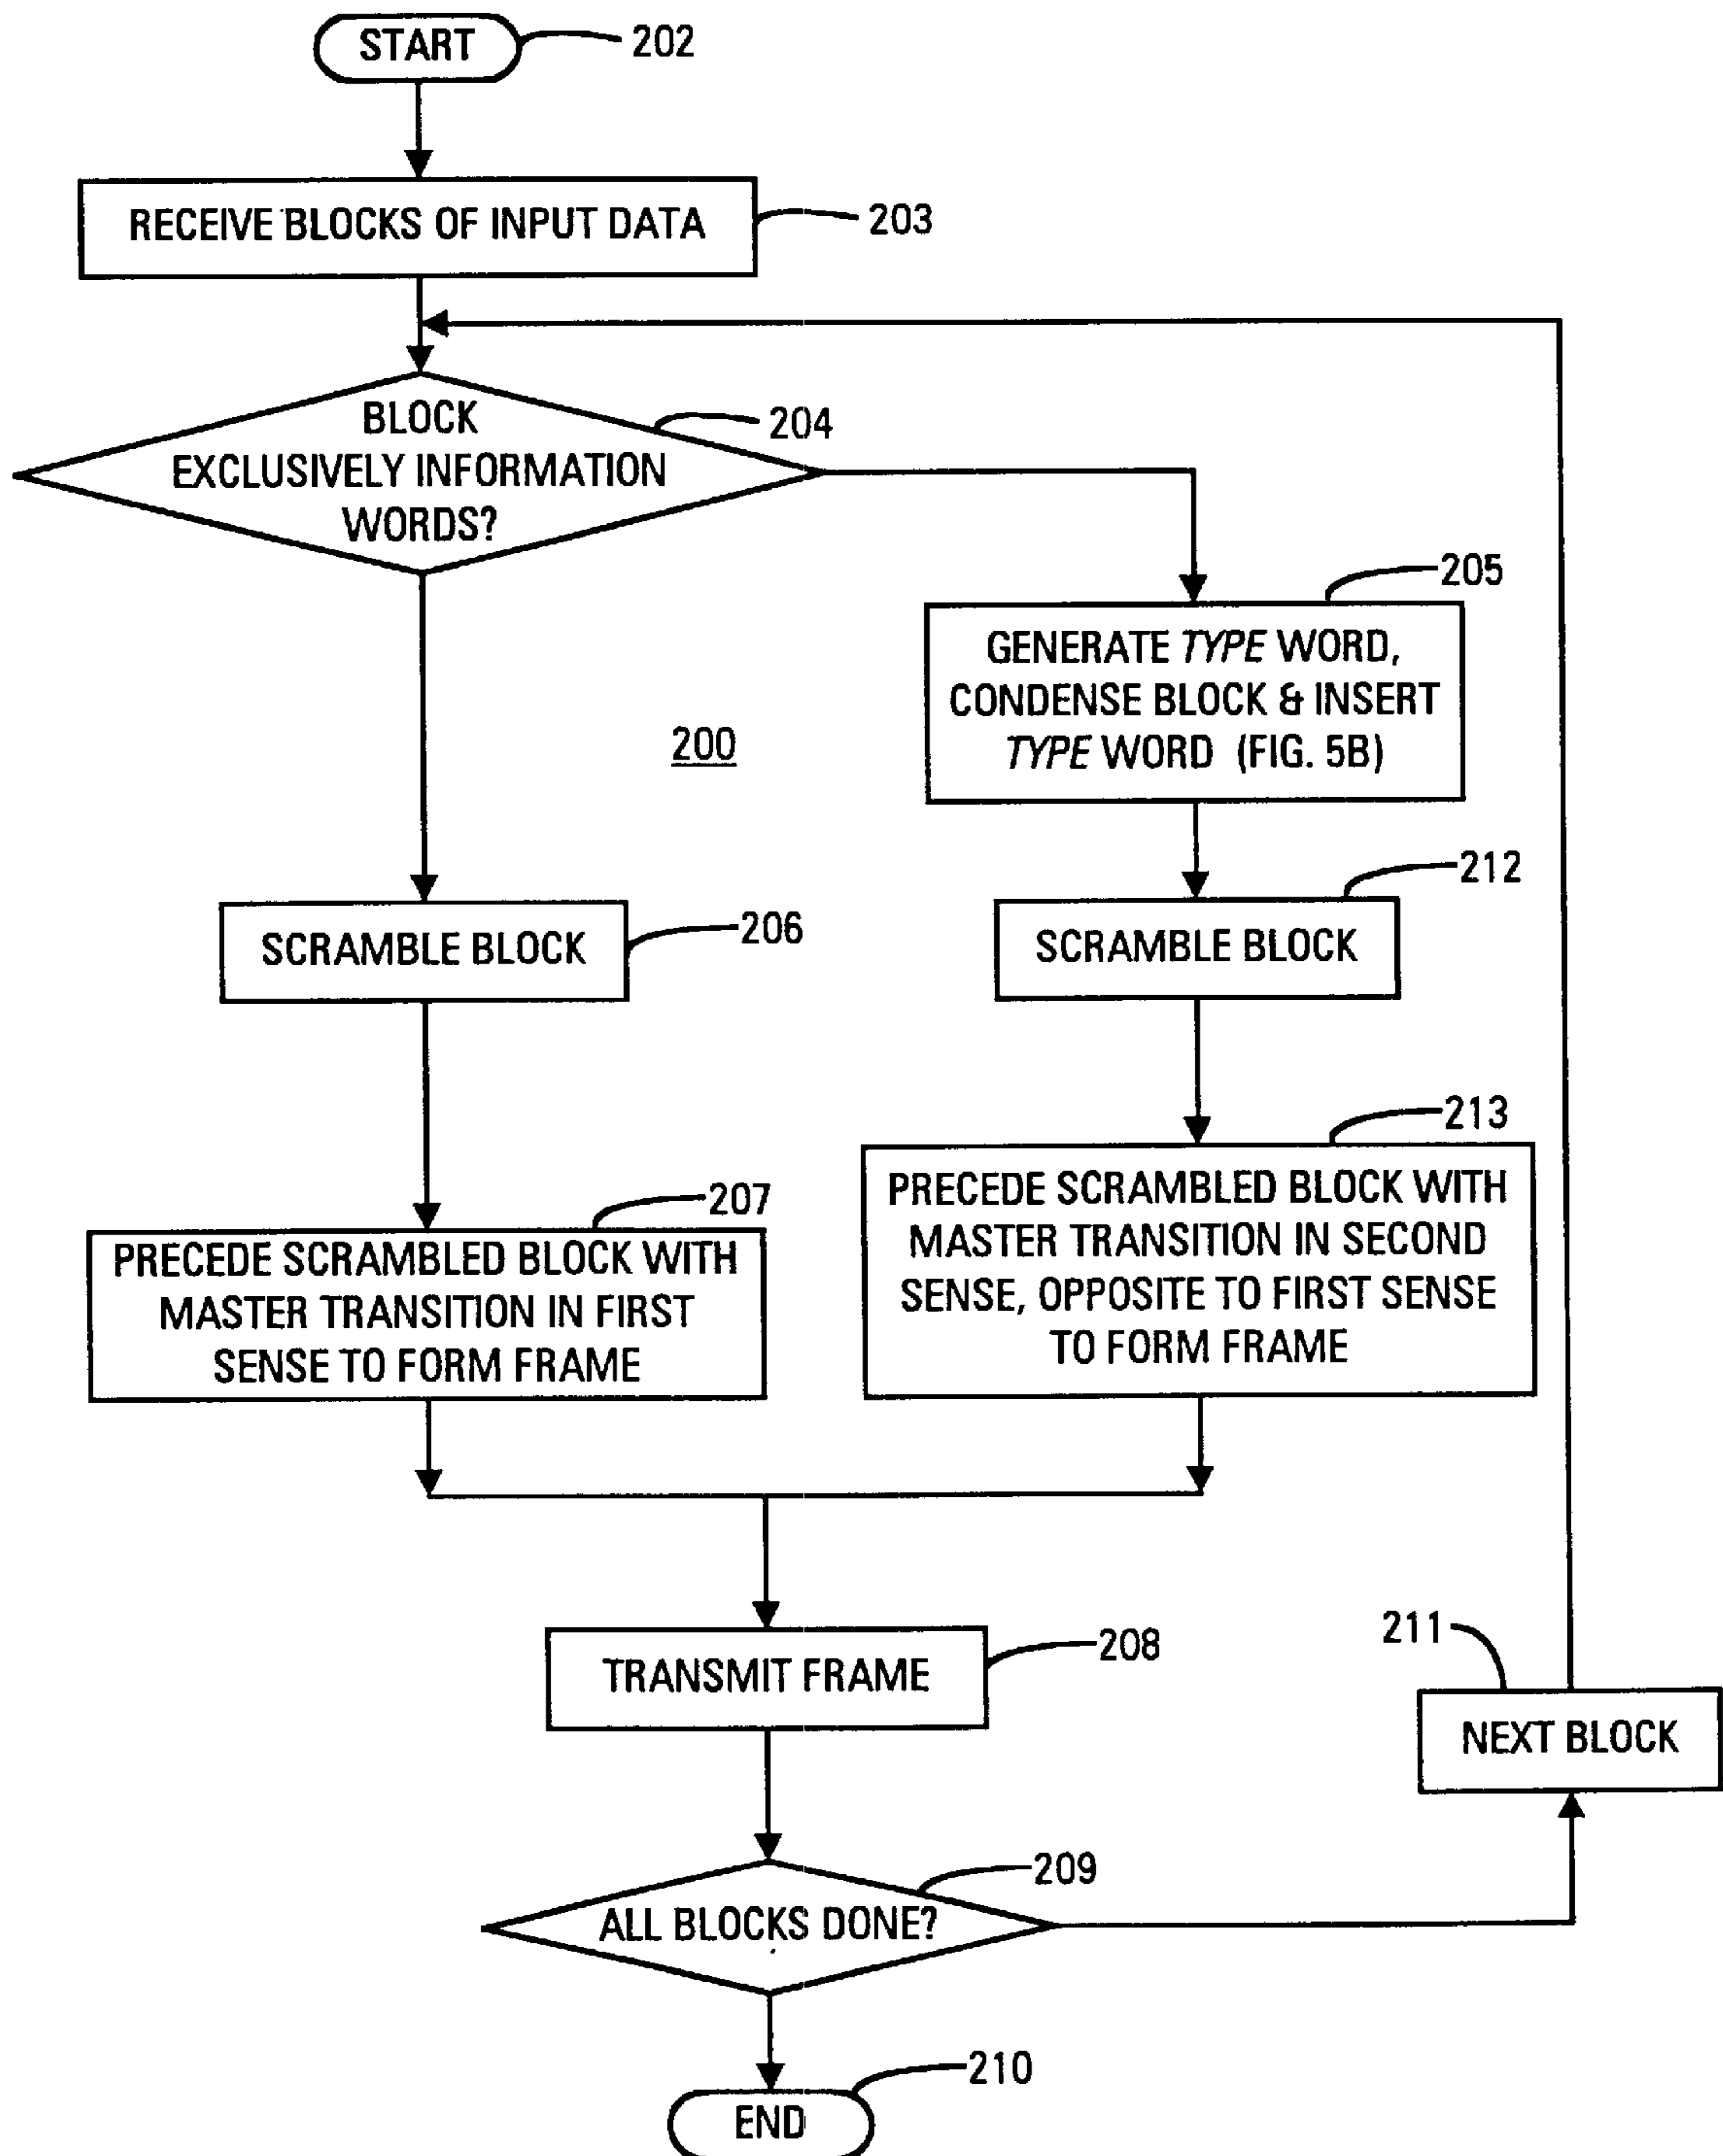 START
202
RECEIVE BLOCKS OF INPUT DATA
203
BLOCK
EXCLUSIVELY INFORMATION
WORDS?
204
205
GENERATE TYPE WORD,
CONDENSE BLOCK & INSERT
TYPE WORD (FIG. 5B)
200
SCRAMBLE BLOCK
206
212
SCRAMBLE BLOCK
207
PRECEDE SCRAMBLED BLOCK WITH
MASTER TRANSITION IN FIRST
SENSE TO FORM FRAME
213
PRECEDE SCRAMBLED BLOCK WITH
MASTER TRANSITION IN SECOND
SENSE, OPPOSITE TO FIRST SENSE
TO FORM FRAME
TRANSMIT FRAME
208
211
NEXT BLOCK
209
ALL BLOCKS DONE?
210
END